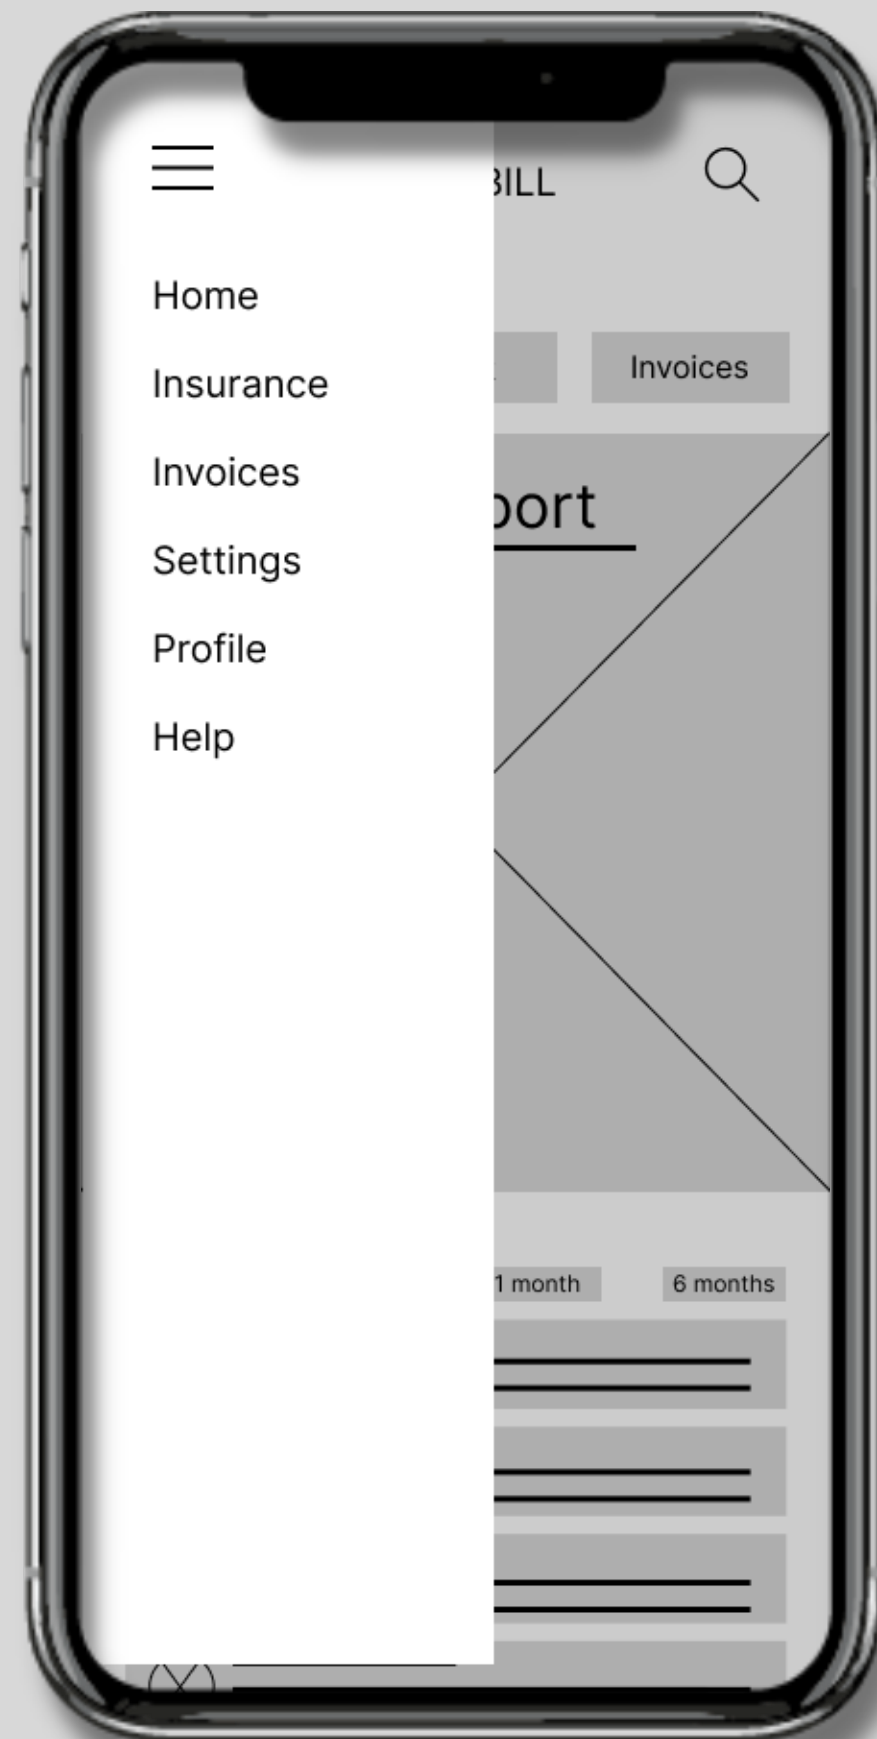 BILL
Home
Insurance
Invoices
Settings
Profile
Help
Invoices
port
1 month
6 months